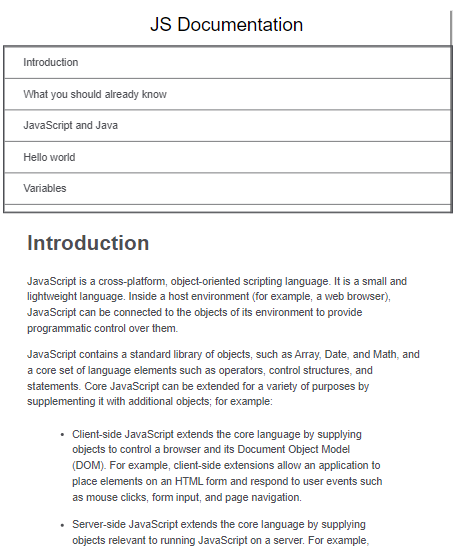 JS Documentation
Introduction
What you should already know
JavaScript and Java
Hello world
Variables
Introduction
JavaScript is a cross-platform, object-oriented scripting language. It is a small and
lightweight language. Inside a host environment (for example, a web browser),
JavaScript can be connected to the objects of its environment to provide
programmatic control over them.
JavaScript contains a standard library of objects, such as Array, Date, and Math, and
a core set of language elements such as operators, control structures, and
statements. Core JavaScript can be extended for a variety of purposes by
supplementing it with additional objects; for example:
• Client-side JavaScript extends the core language by supplying
objects to control a browser and its Document Object Model
(DOM). For example, client-side extensions allow an application to
place elements on an HTML form and respond to user events such
as mouse clicks, form input, and page navigation.
• Server-side JavaScript extends the core language by supplying
objects relevant to running JavaScript on a server. For example,